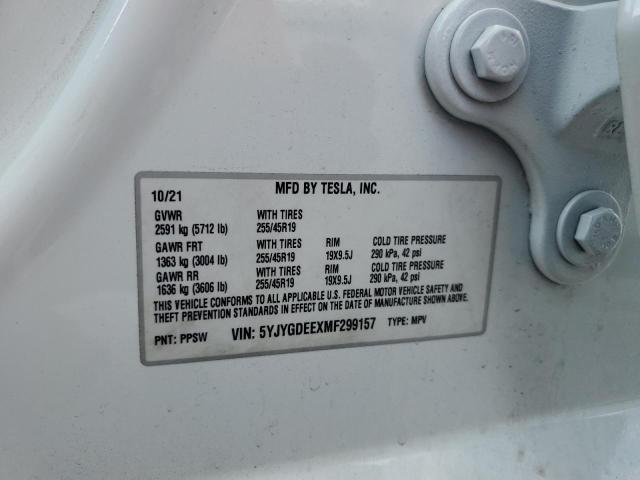 MFD BY TESLA, INC.
10/21
GVWR WITH TIRES
2591 kg (5712 lb) 255/45R19
GAWR FRT WITH TIRES RIM COLD TIRE PRESSURE
1363 kg (3004 lb) 255/45R19 19X9.5J 290 kPa, 42 psi
GAWR RR WITH TIRES RIM COLD TIRE PRESSURE
1636 kg (3606 lb) 255/45R19 19X9.5J 290 kPa, 42 psi
THIS VEHICLE CONFORMS TO ALL APPLICABLE U.S. FEDERAL MOTOR VEHICLE SAFETY AND
THEFT PREVENTION STANDARDS IN EFFECT ON THE DATE OF MANUFACTURE SHOWN ABOVE.
PNT: PPSW VIN: 5YJYGDEEXMF299157 TYPE: MPV